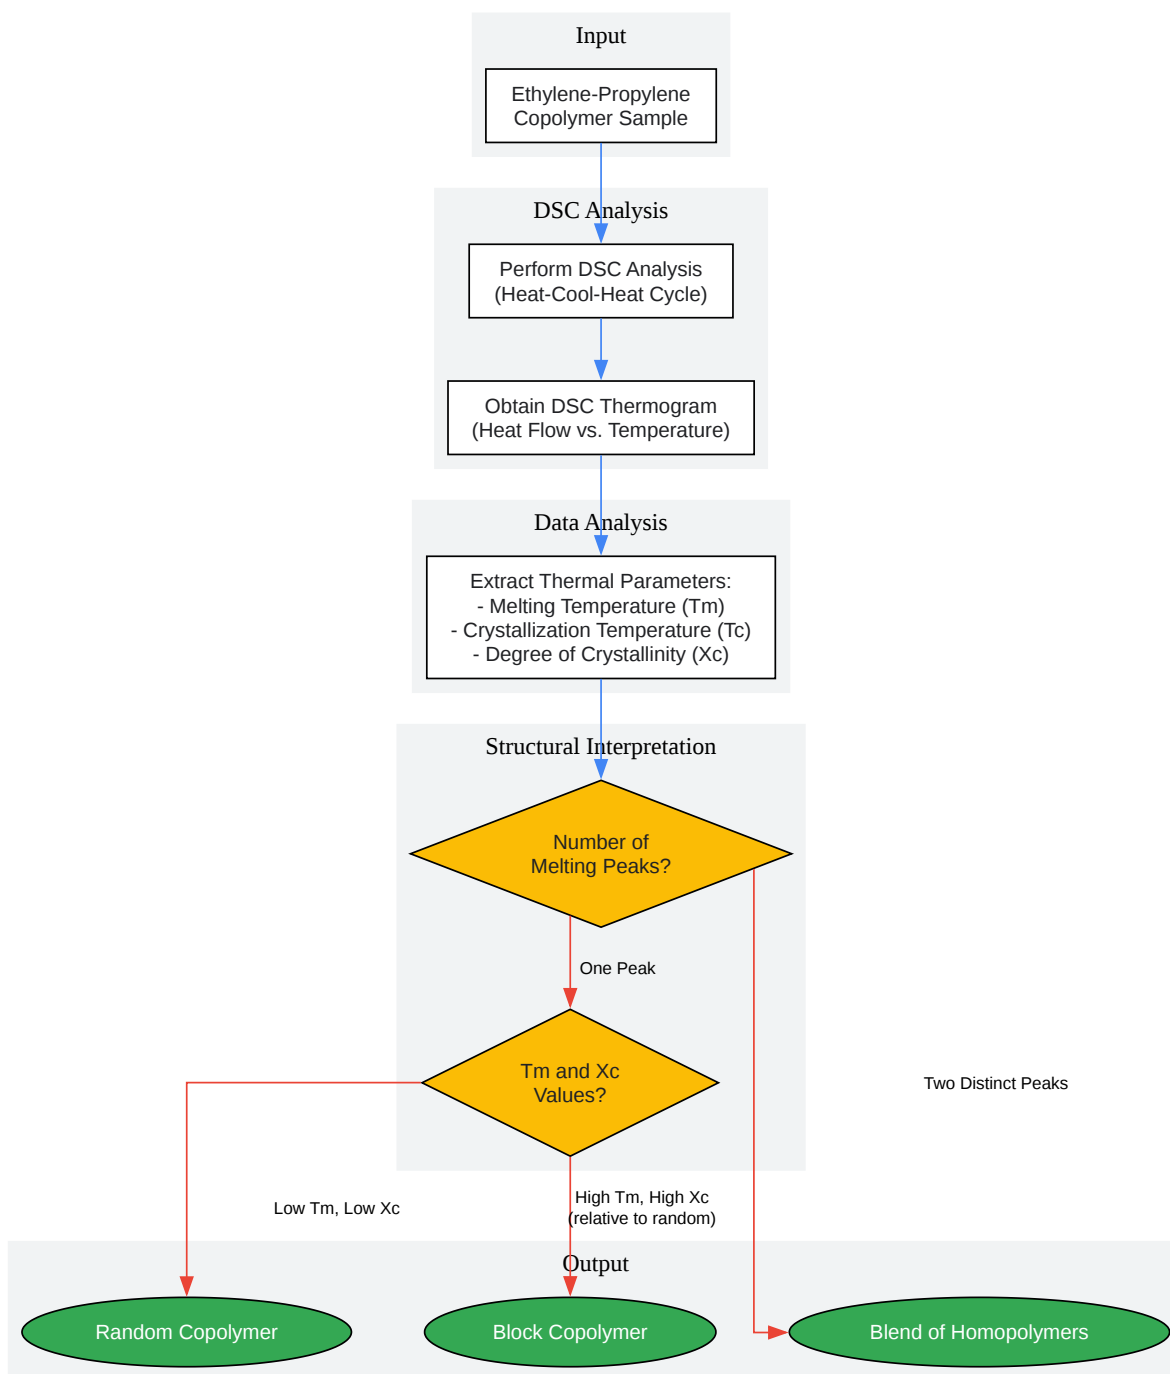 Input
Ethylene-Propylene
Copolymer Sample
DSC Analysis
Perform DSC Analysis
(Heat-Cool-Heat Cycle)
Obtain DSC Thermogram
(Heat Flow vs. Temperature)
Data Analysis
Extract Thermal Parameters:
- Melting Temperature (Tm)
- Crystallization Temperature (Tc)
- Degree of Crystallinity (Xc)
Structural Interpretation
Number of
Melting Peaks?
One Peak
Tm and Xc
Values?
Two Distinct Peaks
Low Tm, Low Xc
High Tm, High Xc
(relative to random)
Output
Random Copolymer
Block Copolymer
Blend of Homopolymers